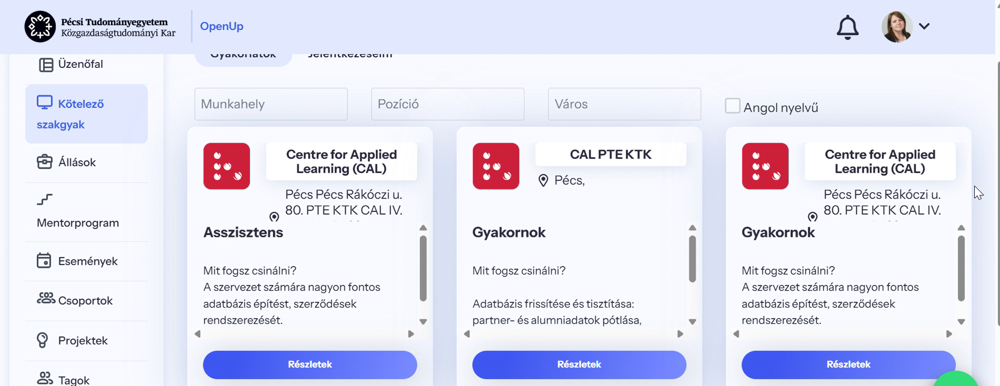 Pécsi Tudományegyetem
Közgazdaságtudományi Kar
OpenUp
Gyakorlatok
Jelentkezéseim
Üzenőfal
Kötelező
szakgyak
Állások
Mentorprogram
Események
Csoportok
Projektek
Tagok
Munkahely
Pozíció
Város
Angol nyelvű
Centre for Applied
Learning (CAL)
Pécs Pécs Rákóczi u.
80. PTE KTK CAL IV.
Asszisztens
Mit fogsz csinálni?
A szervezet számára nagyon fontos
adatbázis építést, szerződések
rendszerezését.
Részletek
CAL PTE KTK
Pécs,
Gyakornok
Mit fogsz csinálni?
Adatbázis frissítése és tisztítása:
partner- és alumniadatok pótlása,
Részletek
Centre for Applied
Learning (CAL)
Pécs Pécs Rákóczi u.
80. PTE KTK CAL IV.
Gyakornok
Mit fogsz csinálni?
A szervezet számára nagyon fontos
adatbázis építést, szerződések
rendszerezését.
Részletek